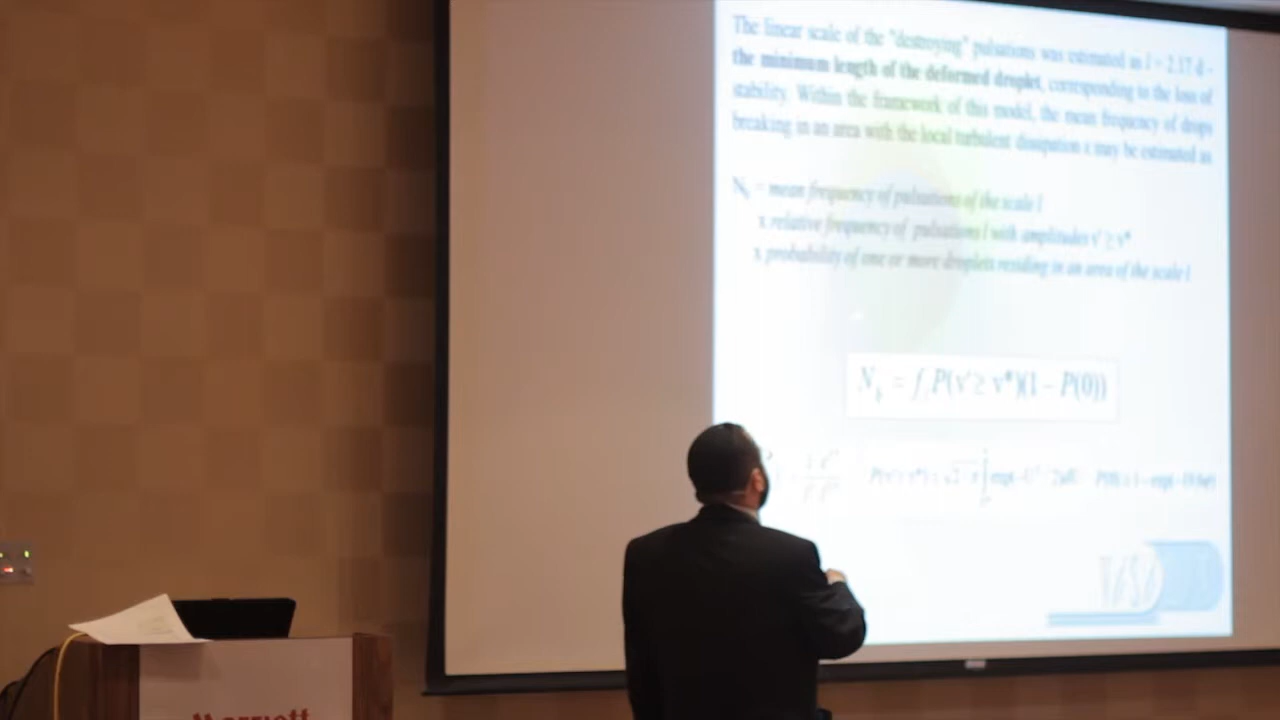 The linear scale of the "destroying" pulsations was estimated as l = 2.17 d -
the minimum length of the deformed droplet, corresponding to the loss of
stability. Within the framework of this model, the mean frequency of drops
breaking in an area with the local turbulent dissipation ε may be estimated as
= mean frequency of pulsations of the scale l
x relative frequency of pulsations l with amplitudes v' ≥ v*
x probability of one or more droplets residing in an area of the scale l
P(v' ≥ v*)(1 − P(0))
Marriott